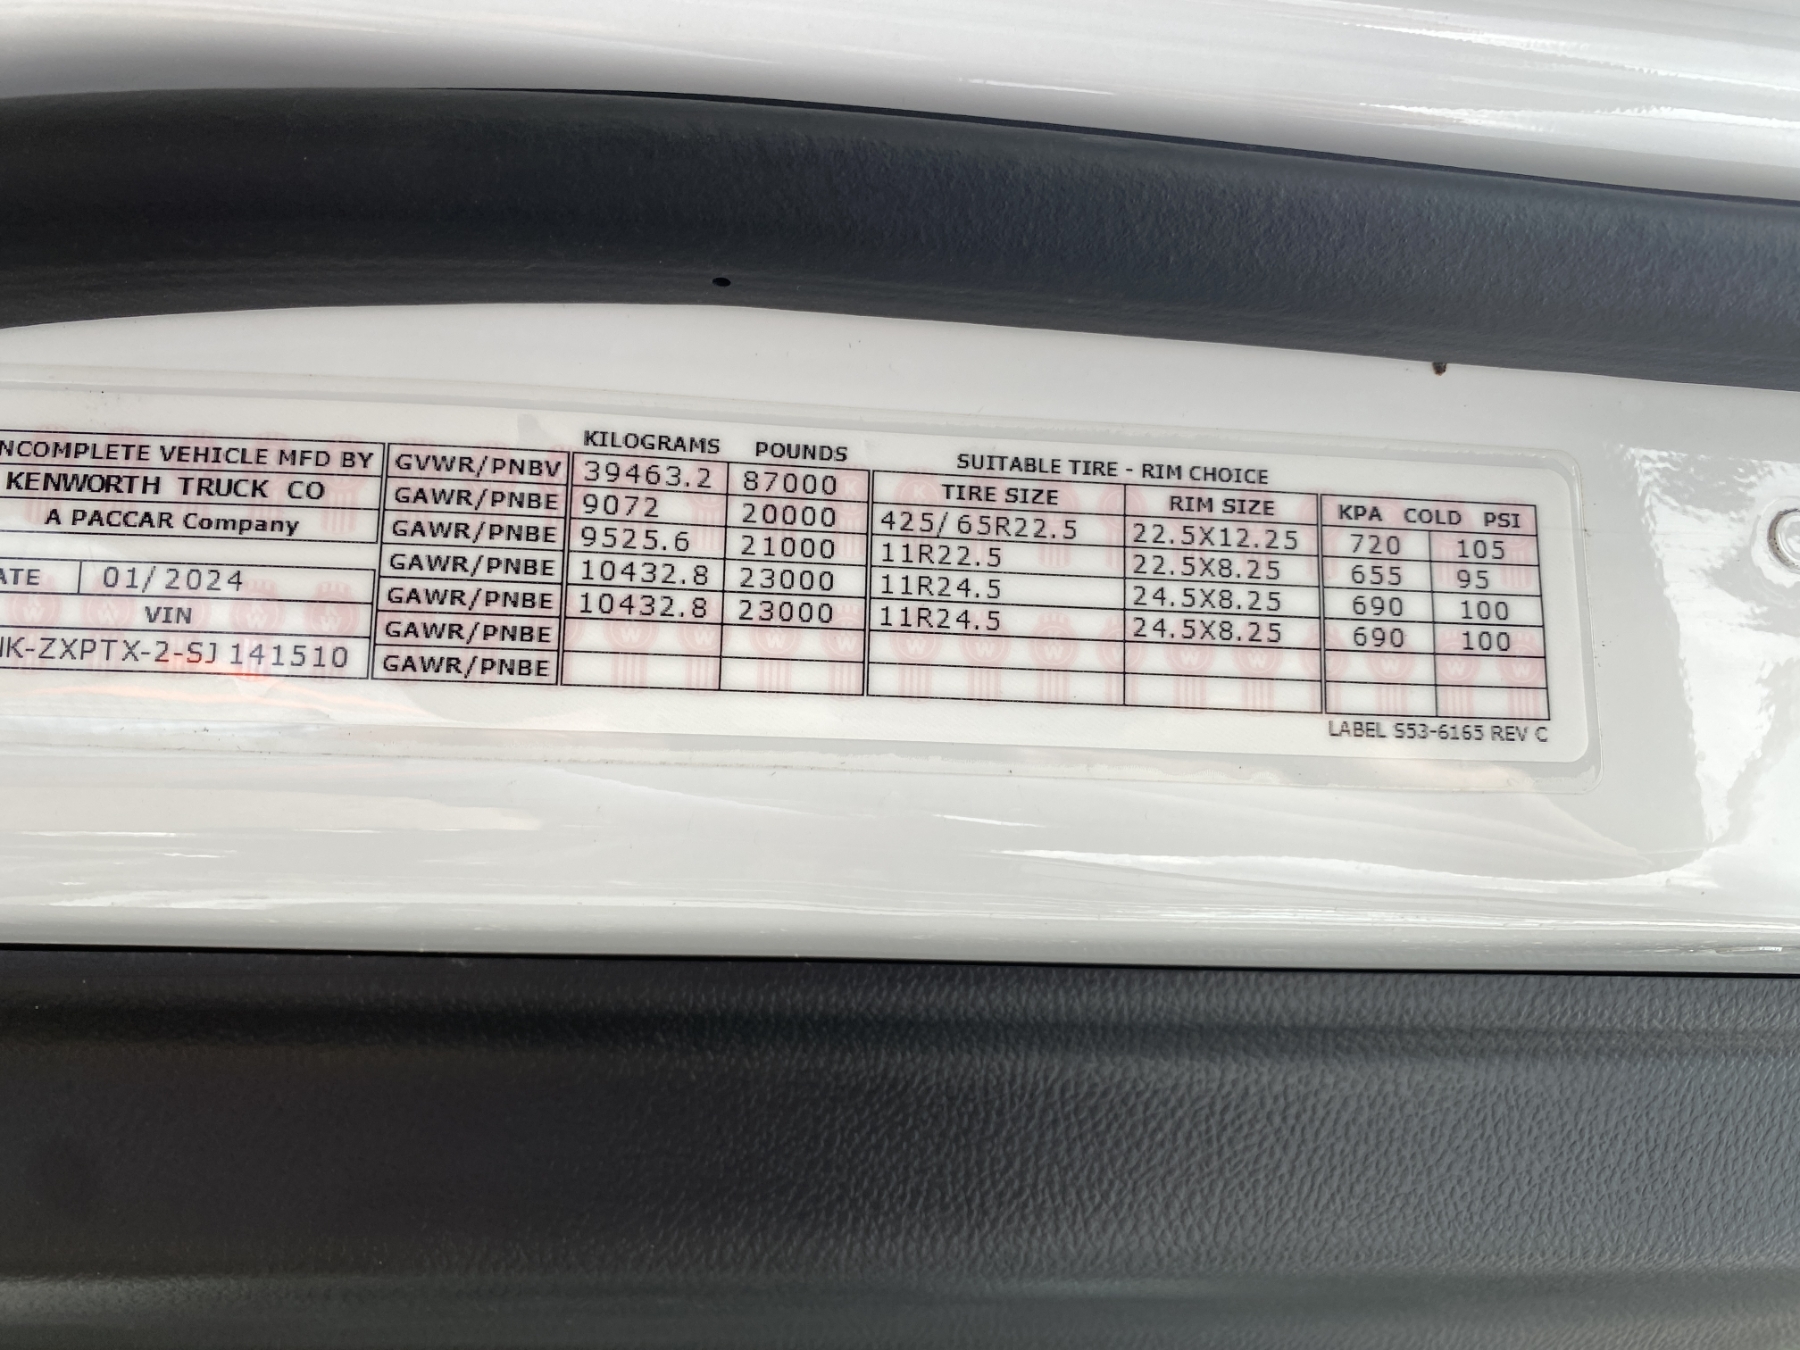 NCOMPLETE VEHICLE MFD BY
KENWORTH TRUCK CO
A PACCAR Company
ATE 01/2024
VIN
K-ZXPTX-2-SJ 141510
KILOGRAMS POUNDS
GVWR/PNBV 39463.2 87000
GAWR/PNBE 9072 20000
GAWR/PNBE 9525.6 21000
GAWR/PNBE 10432.8 23000
GAWR/PNBE 10432.8 23000
GAWR/PNBE
GAWR/PNBE
SUITABLE TIRE - RIM CHOICE
TIRE SIZE RIM SIZE KPA COLD PSI
425/65R22.5 22.5X12.25 720 105
11R22.5 22.5X8.25 655 95
11R24.5 24.5X8.25 690 100
11R24.5 24.5X8.25 690 100
LABEL S53-6165 REV C